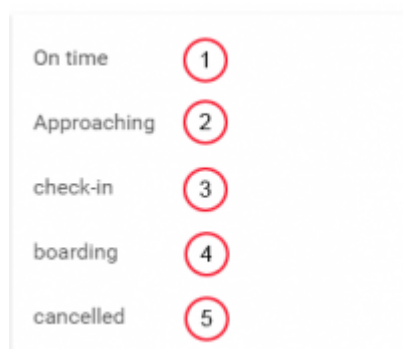 On time 1
Approaching 2
check-in 3
boarding 4
cancelled 5